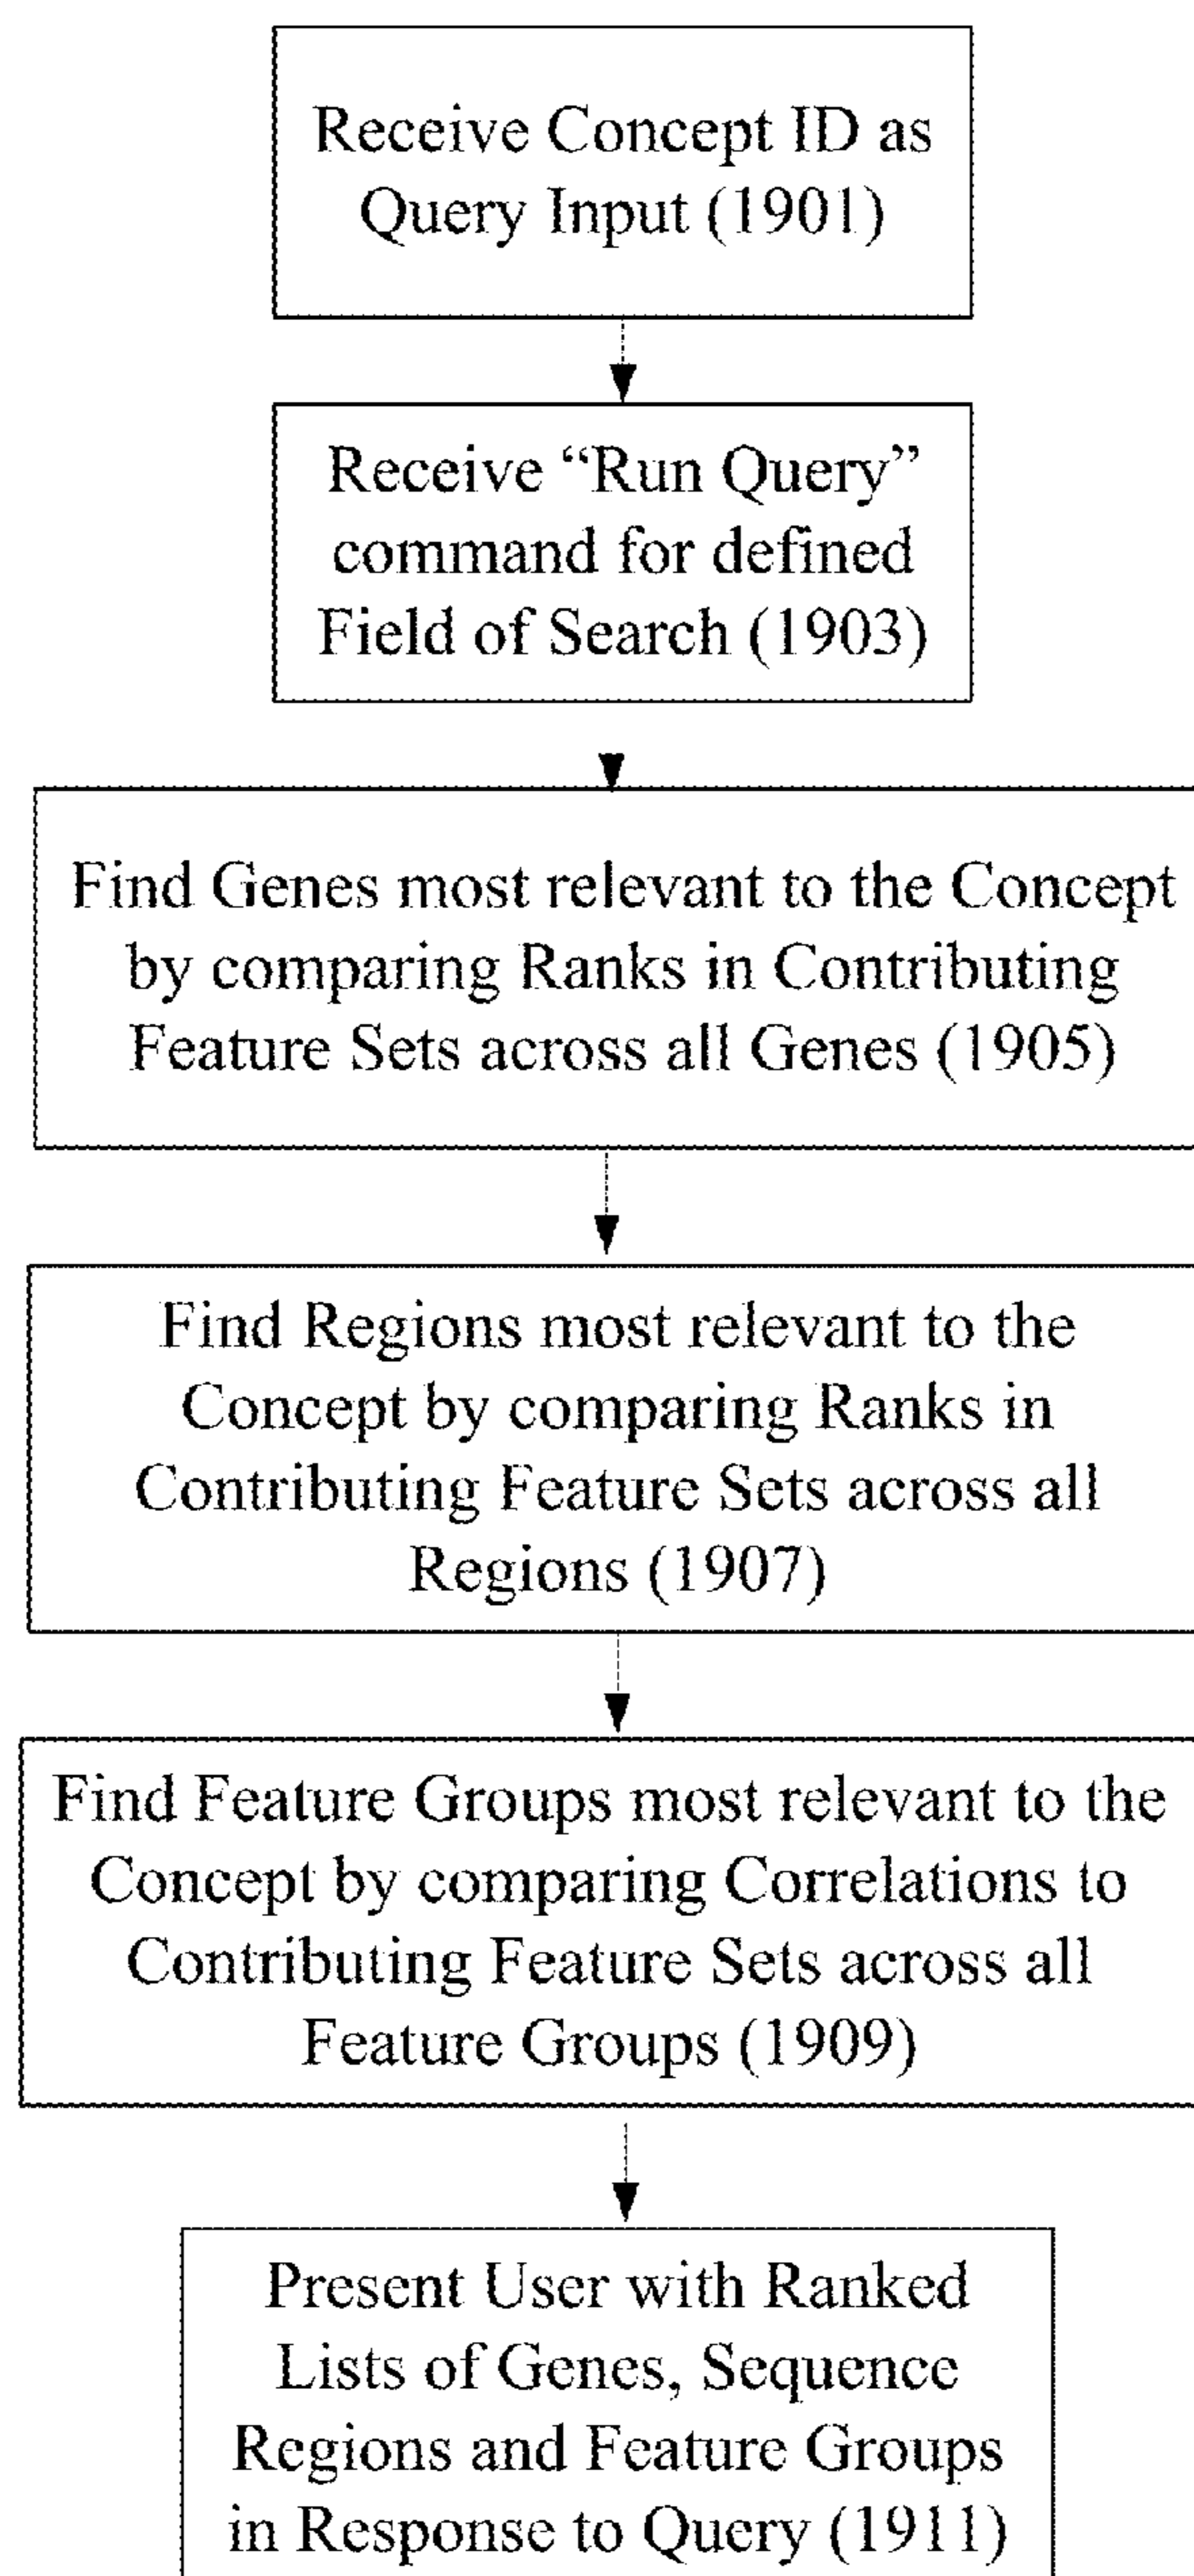 Receive Concept ID as
Query Input (1901)
Receive “Run Query”
command for defined
Field of Search (1903)
Find Genes most relevant to the Concept
by comparing Ranks in Contributing
Feature Sets across all Genes (1905)
Find Regions most relevant to the
Concept by comparing Ranks in
Contributing Feature Sets across all
Regions (1907)
Find Feature Groups most relevant to the
Concept by comparing Correlations to
Contributing Feature Sets across all
Feature Groups (1909)
Present User with Ranked
Lists of Genes, Sequence
Regions and Feature Groups
in Response to Query (1911)